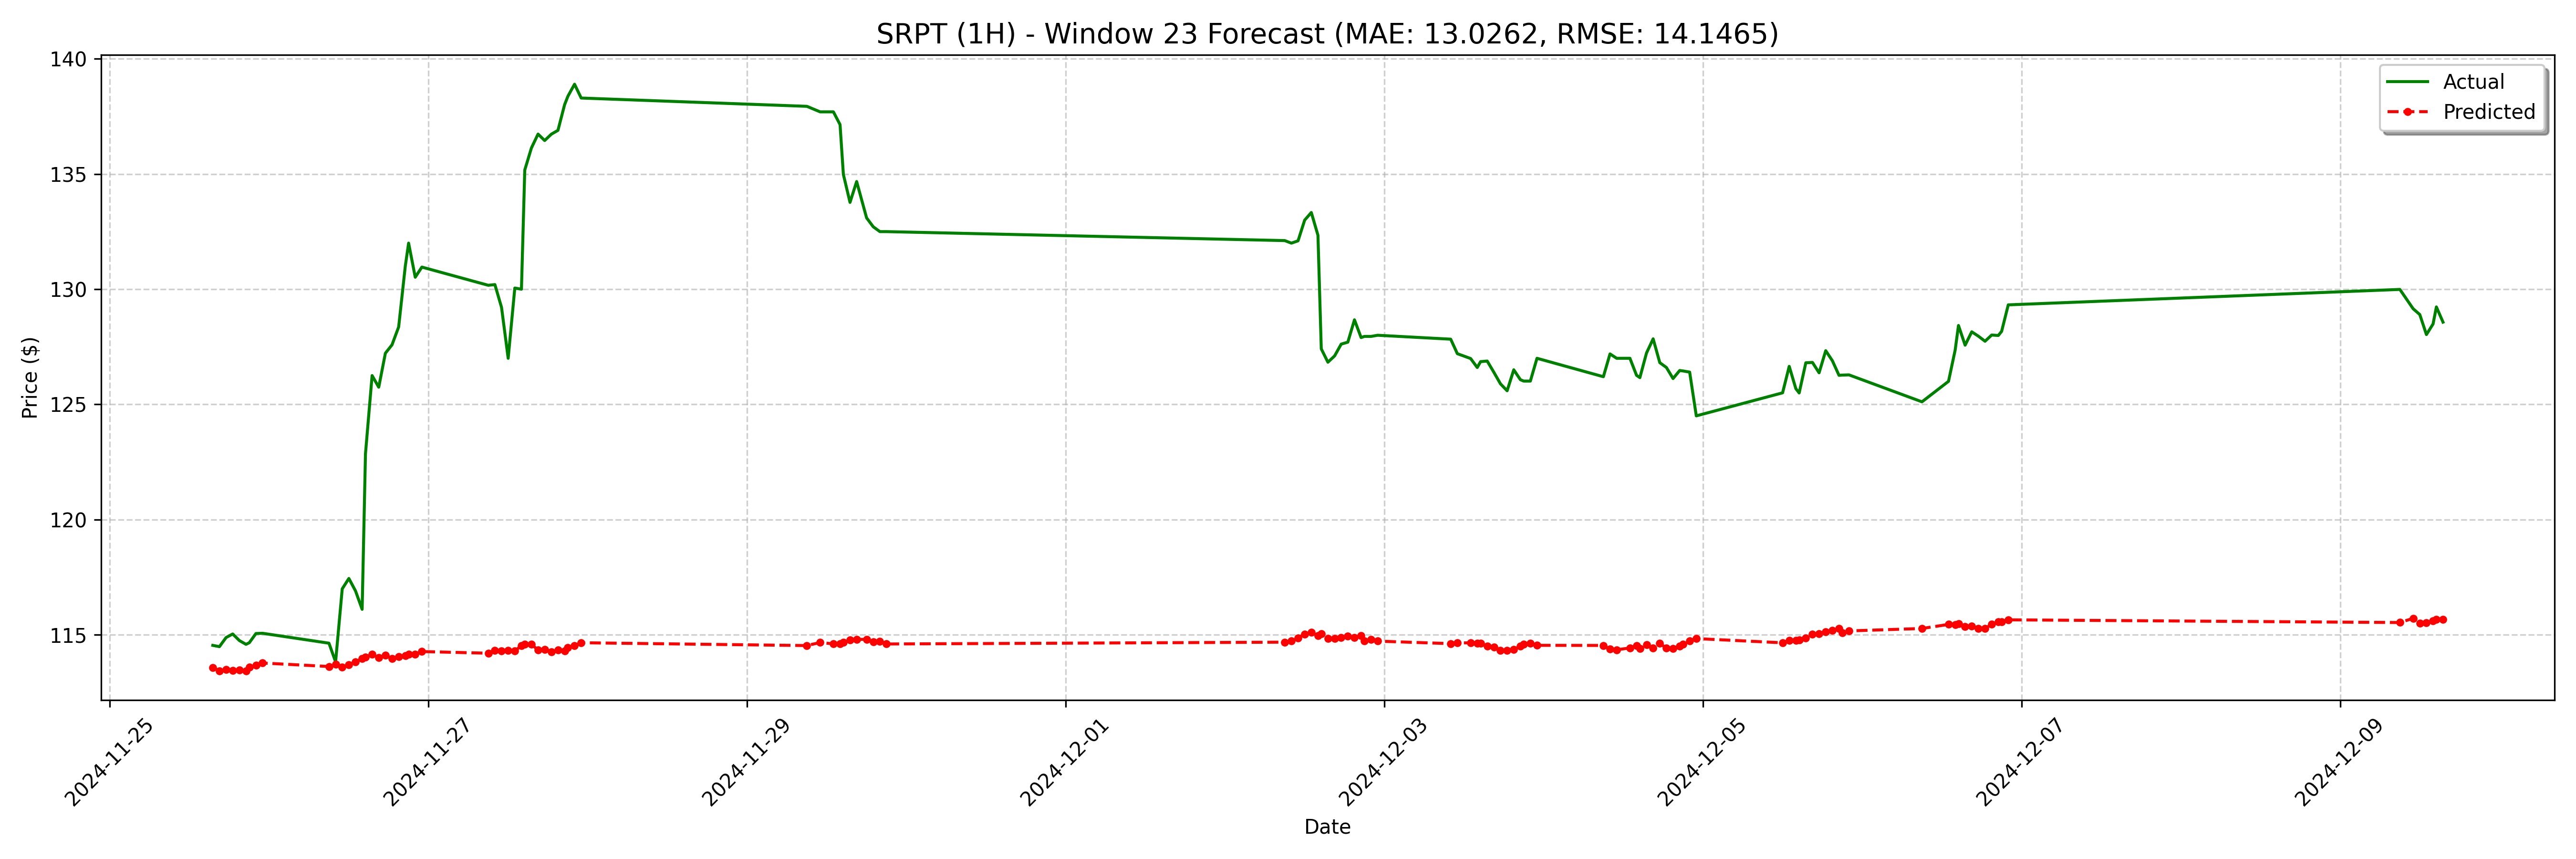 SRPT (1H) - Window 23 Forecast (MAE: 13.0262, RMSE: 14.1465)
Actual
Predicted
Price ($)
140
135
130
125
120
115
2024-11-25
2024-11-27
2024-11-29
2024-12-01
2024-12-03
2024-12-05
2024-12-07
2024-12-09
Date